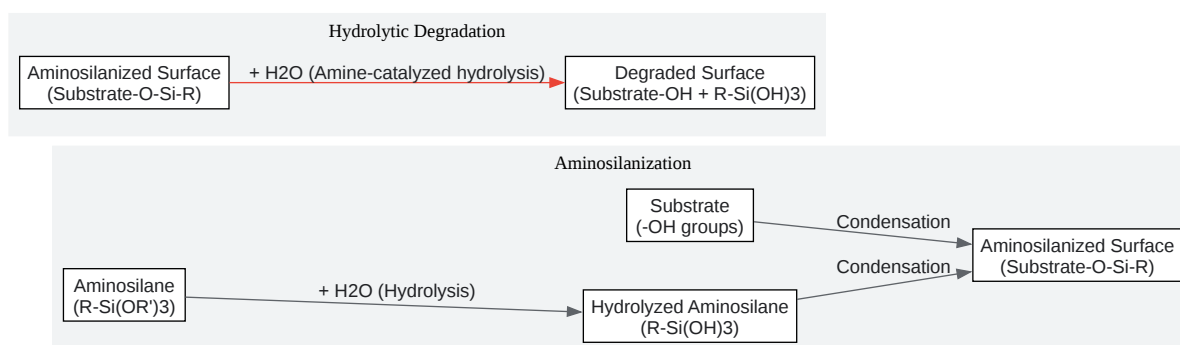 Hydrolytic Degradation
Aminosilanized Surface
(Substrate-O-Si-R)
+ H2O (Amine-catalyzed hydrolysis)
Degraded Surface
(Substrate-OH + R-Si(OH)3)
Aminosilanization
Substrate
(-OH groups)
Condensation
Aminosilanized Surface
(Substrate-O-Si-R)
Condensation
Aminosilane
(R-Si(OR')3)
+ H2O (Hydrolysis)
Hydrolyzed Aminosilane
(R-Si(OH)3)